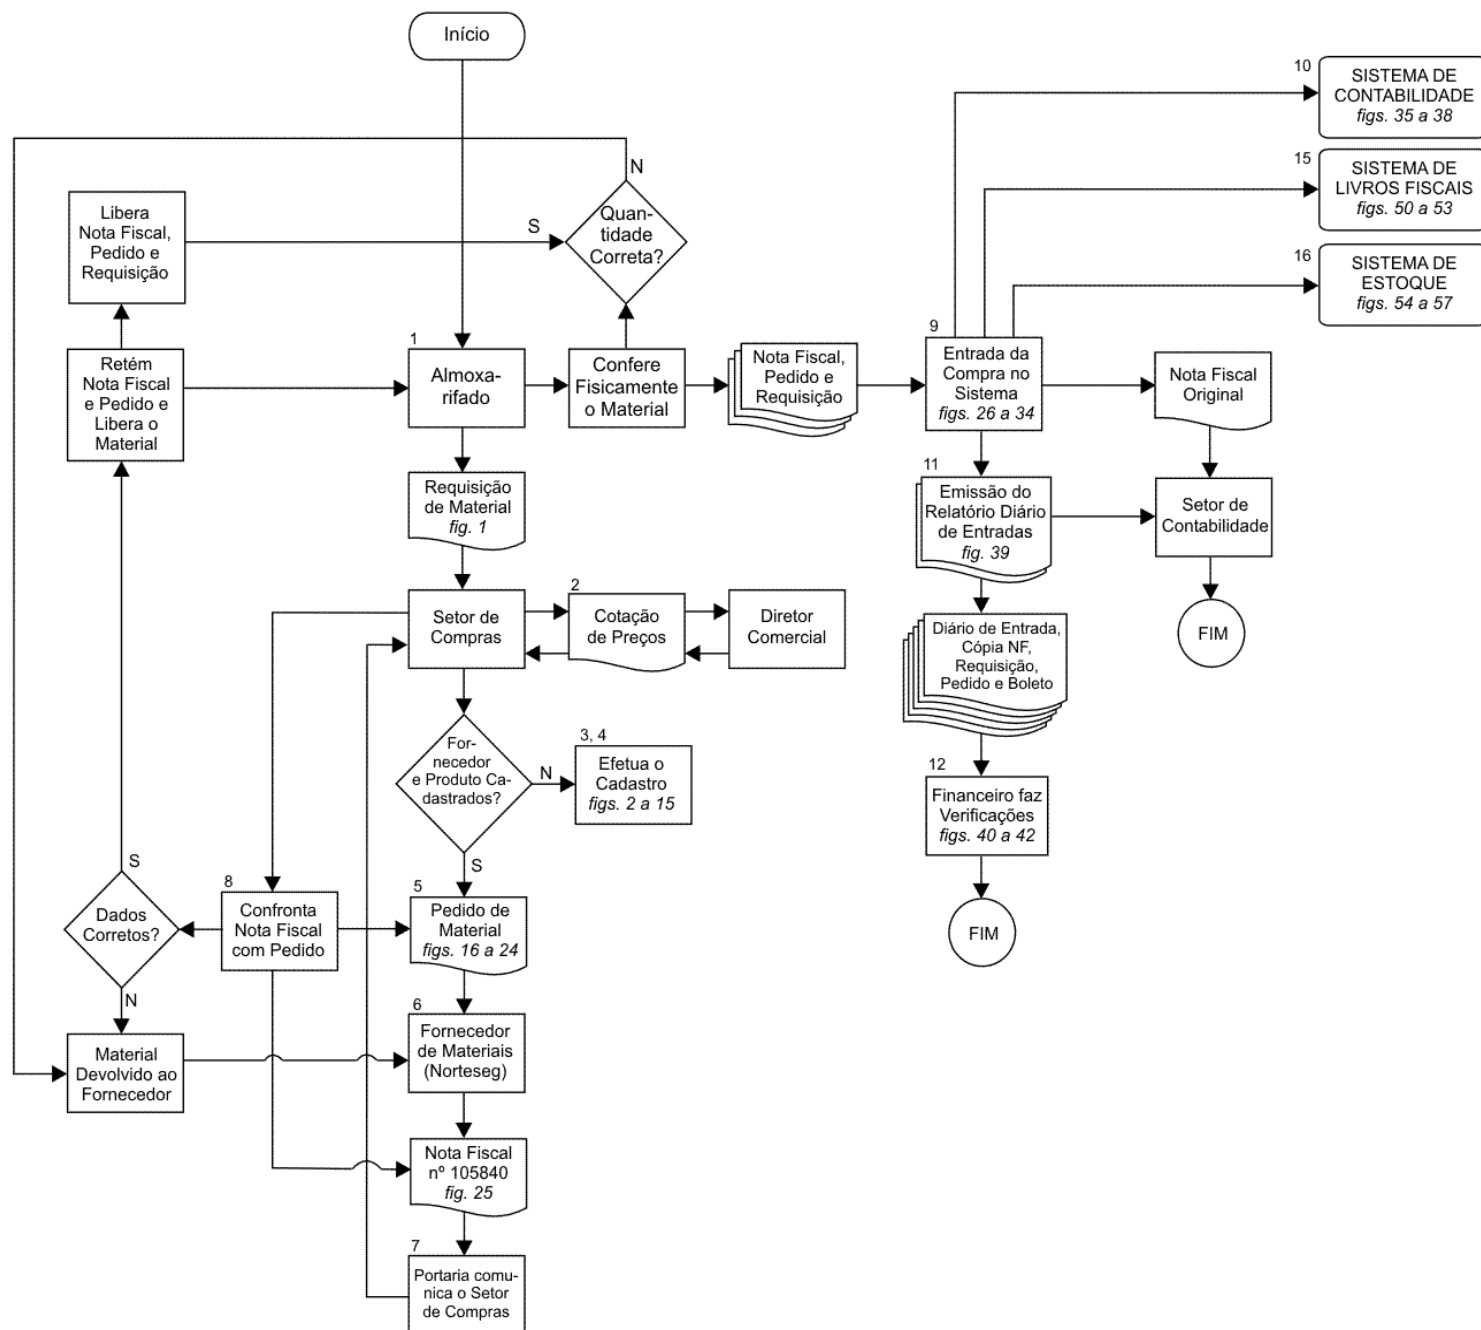 Início
10
SISTEMA DE
CONTABILIDADE
figs. 35 a 38
15
SISTEMA DE
LIVROS FISCAIS
figs. 50 a 53
16
SISTEMA DE
ESTOQUE
figs. 54 a 57
N
Quan-
tidade
Correta?
S
Libera
Nota Fiscal,
Pedido e
Requisição
Retém
Nota Fiscal
e Pedido e
Libera o
Material
1
Almoxa-
rifado
Confere
Fisicamente
o Material
Nota Fiscal,
Pedido e
Requisição
9
Entrada da
Compra no
Sistema
figs. 26 a 34
Nota Fiscal
Original
Requisição
de Material
fig. 1
11
Emissão do
Relatório Diário
de Entradas
fig. 39
Setor de
Contabilidade
FIM
Setor de
Compras
2
Cotação
de Preços
Diretor
Comercial
Diário de Entrada,
Cópia NF,
Requisição,
Pedido e Boleto
For-
necedor
e Produto Ca-
dastrados?
N
3, 4
Efetua o
Cadastro
figs. 2 a 15
12
Financeiro faz
Verificações
figs. 40 a 42
FIM
S
S
Dados
Corretos?
N
8
Confronta
Nota Fiscal
com Pedido
5
Pedido de
Material
figs. 16 a 24
6
Fornecedor
de Materiais
(Norteseg)
Material
Devolvido ao
Fornecedor
Nota Fiscal
nº 105840
fig. 25
7
Portaria comu-
nica o Setor
de Compras